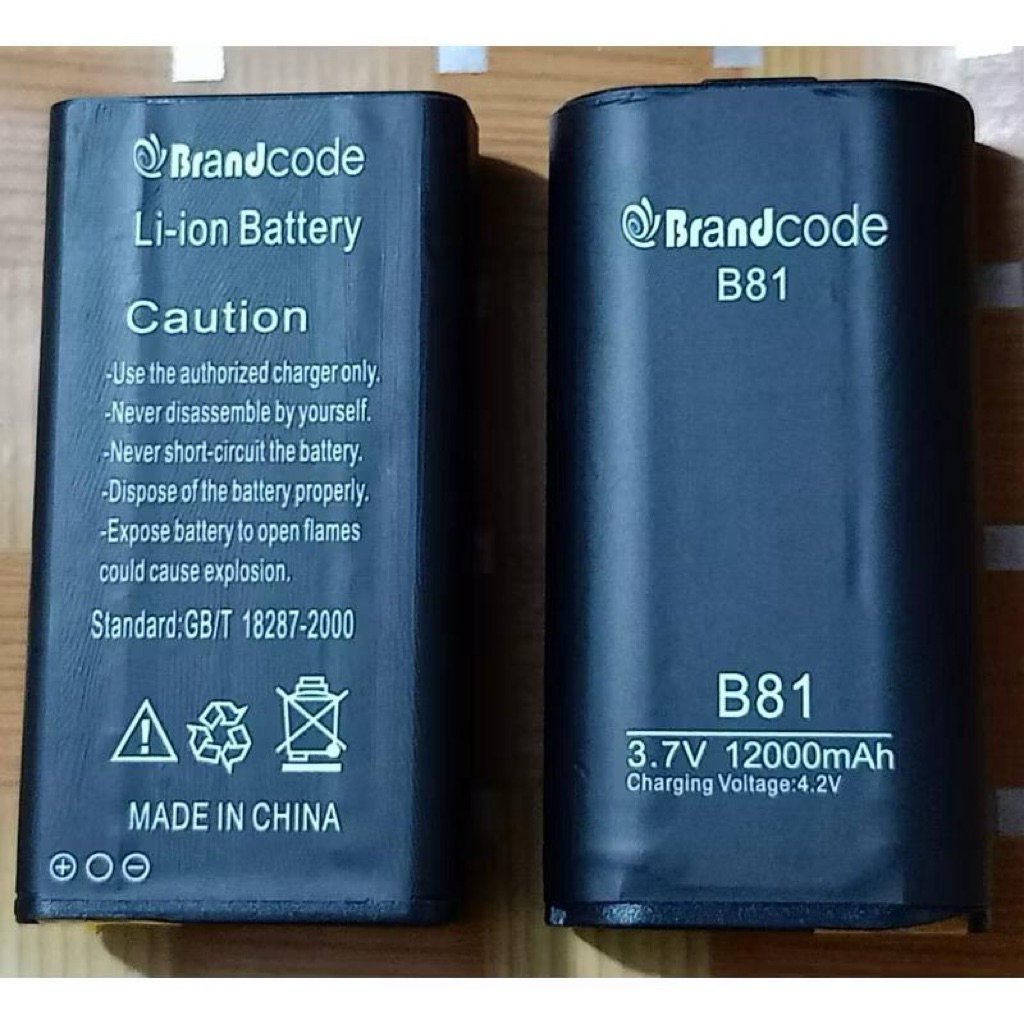 Brandcode
Li-ion Battery
Caution
-Use the authorized charger only.
-Never disassemble by yourself.
-Never short-circuit the battery.
-Dispose of the battery properly.
-Expose battery to open flames
could cause explosion.
Standard:GB/T 18287-2000
MADE IN CHINA
Brandcode
B81
B81
3.7V 12000mAh
Charging Voltage:4.2V